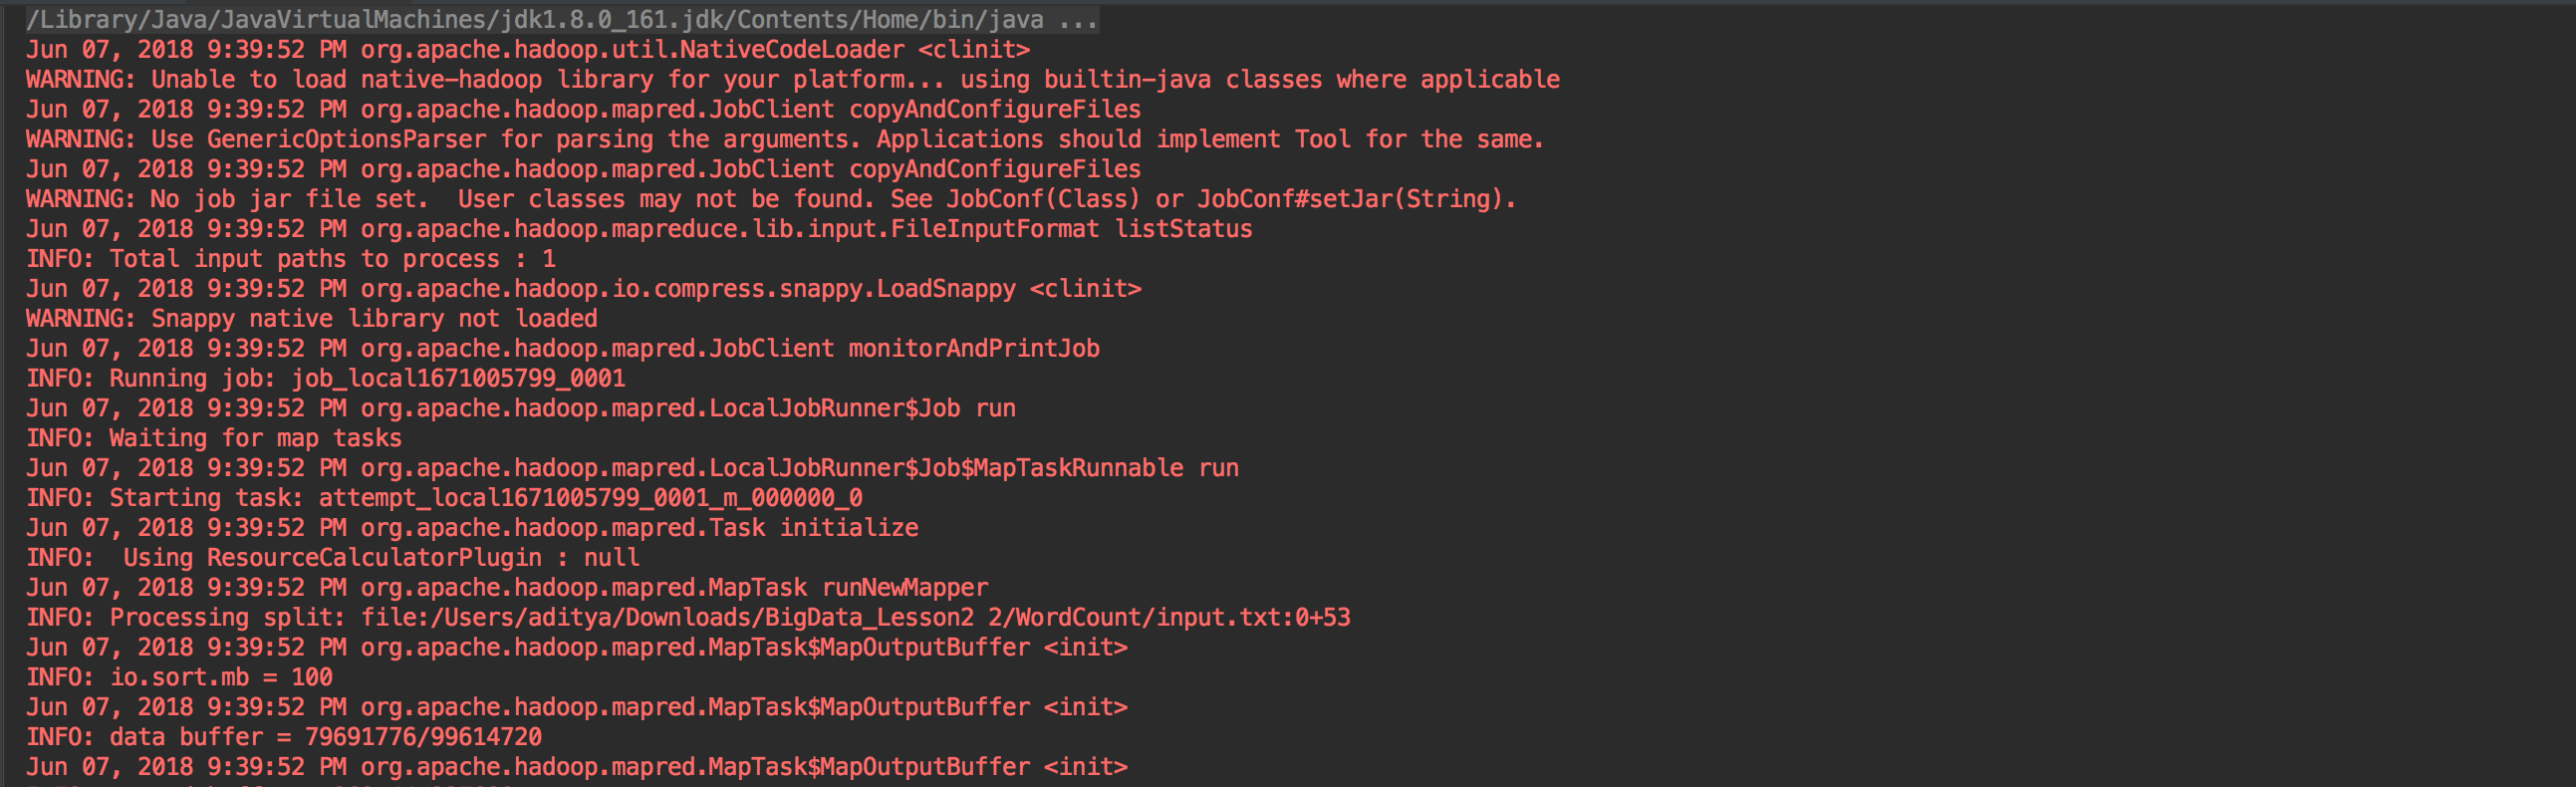 /Library/Java/JavaVirtualMachines/jdk1.8.0_161.jdk/Contents/Home/bin/java ...
Jun 07, 2018 9:39:52 PM org.apache.hadoop.util.NativeCodeLoader <clinit>
WARNING: Unable to load native-hadoop library for your platform... using builtin-java classes where applicable
Jun 07, 2018 9:39:52 PM org.apache.hadoop.mapred.JobClient copyAndConfigureFiles
WARNING: Use GenericOptionsParser for parsing the arguments. Applications should implement Tool for the same.
Jun 07, 2018 9:39:52 PM org.apache.hadoop.mapred.JobClient copyAndConfigureFiles
WARNING: No job jar file set.  User classes may not be found. See JobConf(Class) or JobConf#setJar(String).
Jun 07, 2018 9:39:52 PM org.apache.hadoop.mapreduce.lib.input.FileInputFormat listStatus
INFO: Total input paths to process : 1
Jun 07, 2018 9:39:52 PM org.apache.hadoop.io.compress.snappy.LoadSnappy <clinit>
WARNING: Snappy native library not loaded
Jun 07, 2018 9:39:52 PM org.apache.hadoop.mapred.JobClient monitorAndPrintJob
INFO: Running job: job_local1671005799_0001
Jun 07, 2018 9:39:52 PM org.apache.hadoop.mapred.LocalJobRunner$Job run
INFO: Waiting for map tasks
Jun 07, 2018 9:39:52 PM org.apache.hadoop.mapred.LocalJobRunner$Job$MapTaskRunnable run
INFO: Starting task: attempt_local1671005799_0001_m_000000_0
Jun 07, 2018 9:39:52 PM org.apache.hadoop.mapred.Task initialize
INFO:  Using ResourceCalculatorPlugin : null
Jun 07, 2018 9:39:52 PM org.apache.hadoop.mapred.MapTask runNewMapper
INFO: Processing split: file:/Users/aditya/Downloads/BigData_Lesson2 2/WordCount/input.txt:0+53
Jun 07, 2018 9:39:52 PM org.apache.hadoop.mapred.MapTask$MapOutputBuffer <init>
INFO: io.sort.mb = 100
Jun 07, 2018 9:39:52 PM org.apache.hadoop.mapred.MapTask$MapOutputBuffer <init>
INFO: data buffer = 79691776/99614720
Jun 07, 2018 9:39:52 PM org.apache.hadoop.mapred.MapTask$MapOutputBuffer <init>